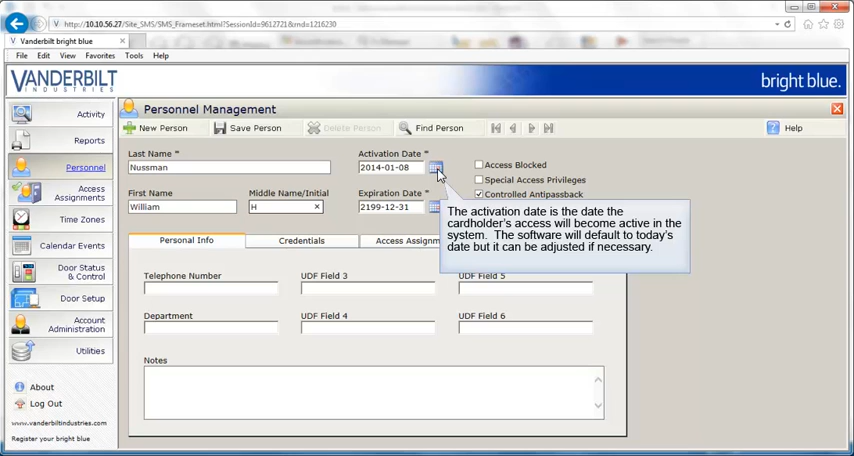 http://10.10.56.27/Site_SMS/SMS_Frameset.html?SessionId=9612721&rnd=1216230
V Vanderbilt bright blue
File Edit View Favorites Tools Help
VANDERBILT
INDUSTRIES
bright blue.
Activity
Reports
Personnel
Access
Assignments
Time Zones
Calendar Events
Door Status
& Control
Door Setup
Account
Administration
Utilities
About
Log Out
www.vanderbiltindustries.com
Register your bright blue
Personnel Management
New Person Save Person Delete Person Find Person Help
Last Name *
Nussman
Activation Date *
2014-01-08
Access Blocked
Special Access Privileges
Controlled Antipassback
First Name
William
Middle Name/Initial
H
Expiration Date *
2199-12-31
The activation date is the date the
cardholder's access will become active in the
system. The software will default to today's
date but it can be adjusted if necessary.
Personal Info Credentials Access Assignm
Telephone Number UDF Field 3 UDF Field 5
Department UDF Field 4 UDF Field 6
Notes